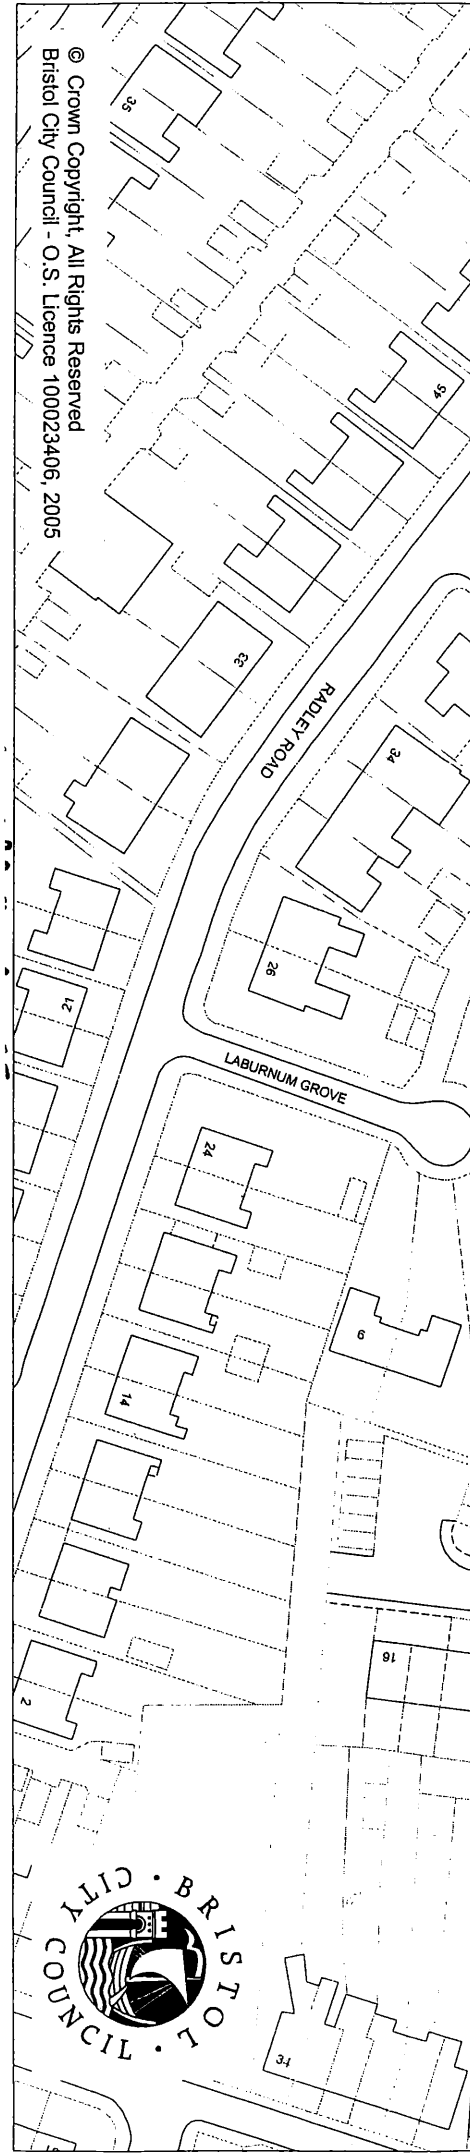 © Crown Copyright, All Rights Reserved
Bristol City Council - O.S. Licence 100023406, 2005
35
45
33
RADLEY ROAD
34
26
21
LABURNUM GROVE
24
9
14
16
2
BRISTOL
CITY COUNCIL